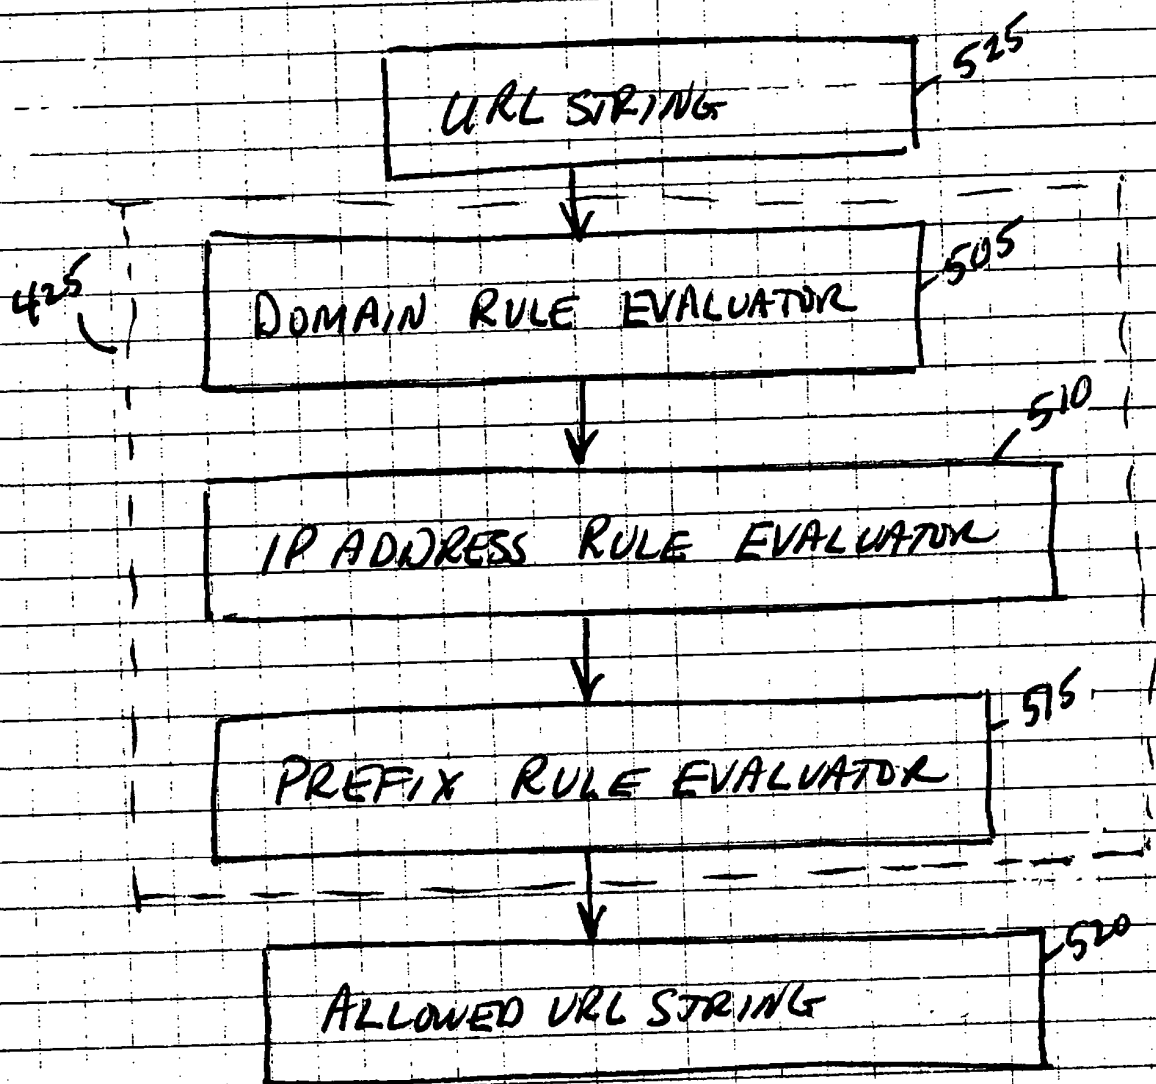 525
URL STRING
505
425
DOMAIN RULE EVALUATOR
510
IP ADDRESS RULE EVALUATOR
515
PREFIX RULE EVALUATOR
520
ALLOWED URL STRING